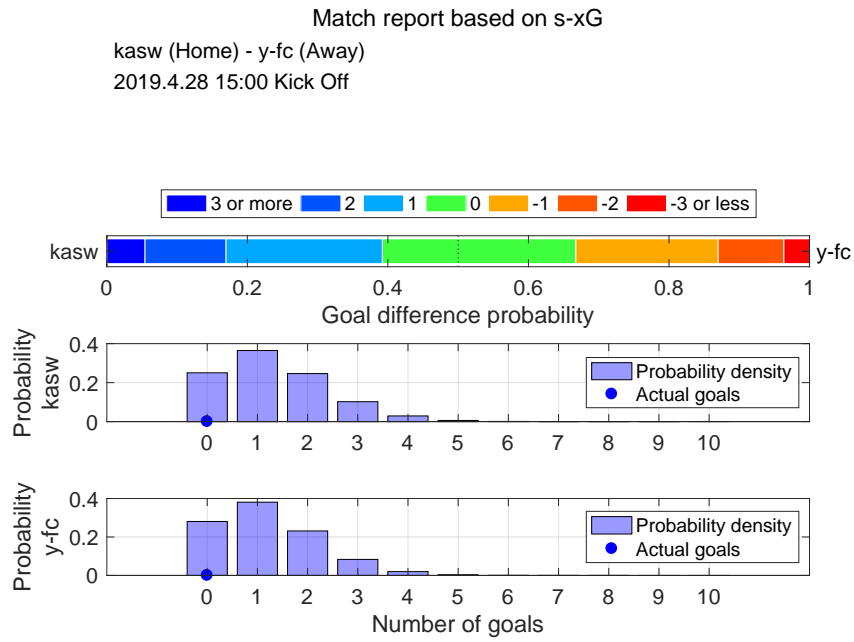 Match report based on s-xG
kasw (Home) - y-fc (Away)
2019.4.28 15:00 Kick Off
3 or more 2 1 0 -1 -2 -3 or less
kasw y-fc
0 0.2 0.4 0.6 0.8 1
Goal difference probability
Probability
kasw
0.4
0.2
0
Probability density
Actual goals
0 1 2 3 4 5 6 7 8 9 10
Probability
y-fc
0.4
0.2
0
Probability density
Actual goals
0 1 2 3 4 5 6 7 8 9 10
Number of goals